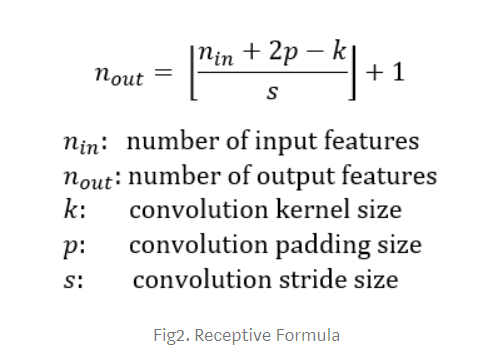 n_out = ⌊(n_in + 2p − k) / s⌋ + 1
n_in: number of input features
n_out: number of output features
k: convolution kernel size
p: convolution padding size
s: convolution stride size
Fig2. Receptive Formula